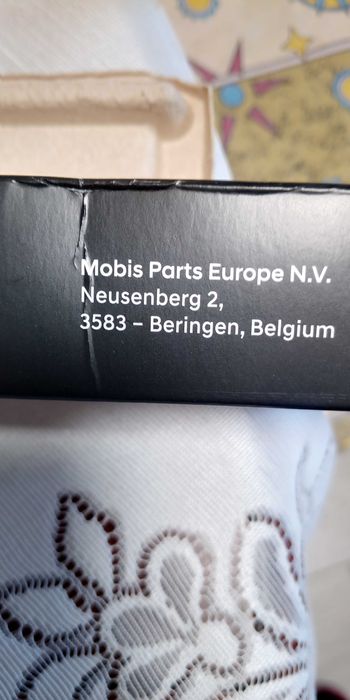 Mobis Parts Europe N.V.
Neusenberg 2,
3583 – Beringen, Belgium